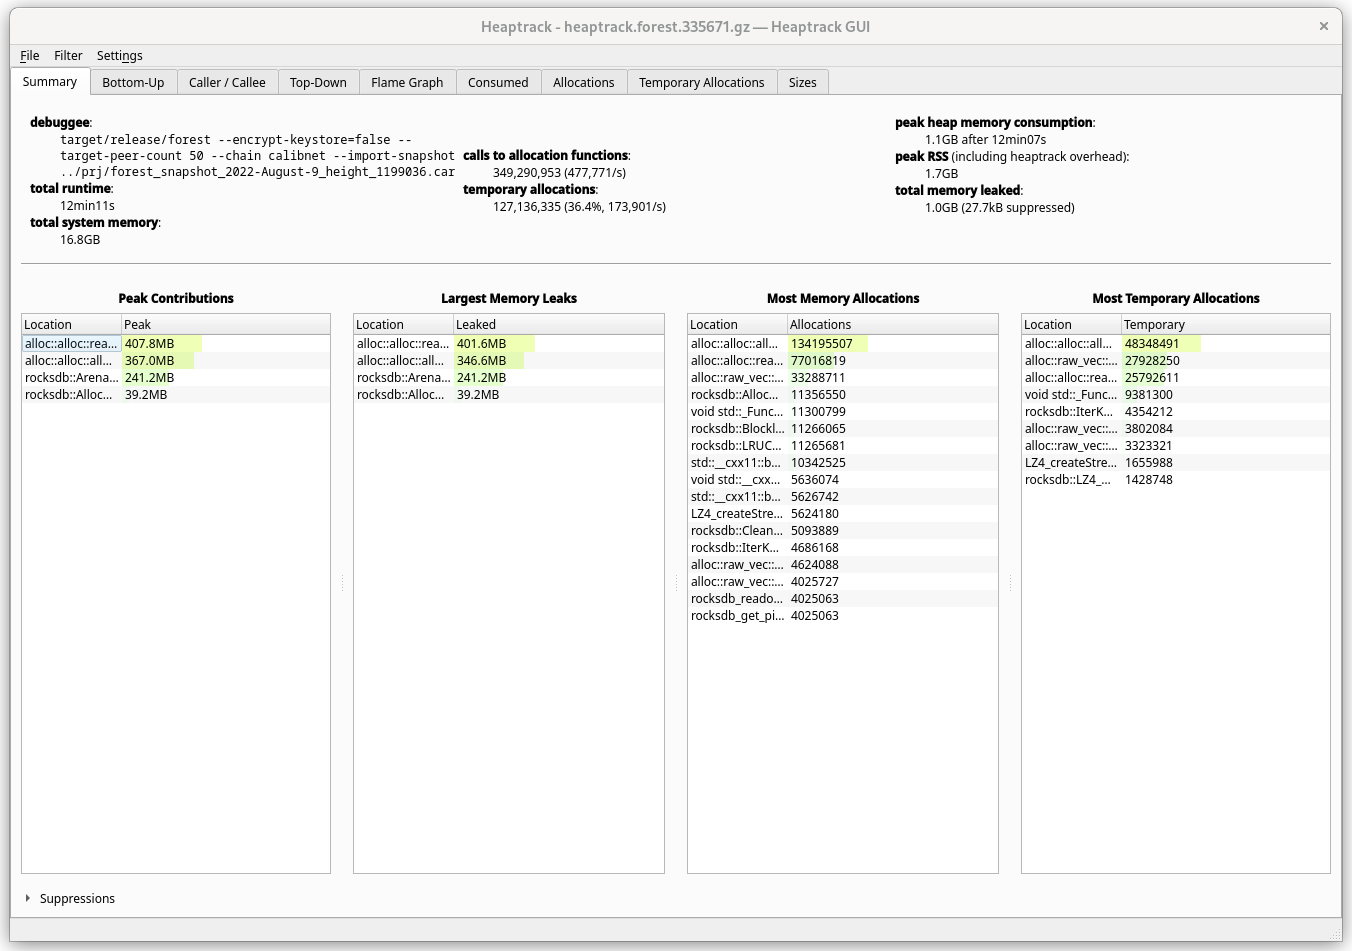 Heaptrack - heaptrack.forest.335671.gz — Heaptrack GUI
File Filter Settings
Summary Bottom-Up Caller / Callee Top-Down Flame Graph Consumed Allocations Temporary Allocations Sizes
debuggee:
target/release/forest --encrypt-keystore=false --
target-peer-count 50 --chain calibnet --import-snapshot
../prj/forest_snapshot_2022-August-9_height_1199036.car
total runtime:
12min11s
total system memory:
16.8GB
calls to allocation functions:
349,290,953 (477,771/s)
temporary allocations:
127,136,335 (36.4%, 173,901/s)
peak heap memory consumption:
1.1GB after 12min07s
peak RSS (including heaptrack overhead):
1.7GB
total memory leaked:
1.0GB (27.7kB suppressed)
Peak Contributions
Location Peak
alloc::alloc::rea... 407.8MB
alloc::alloc::all... 367.0MB
rocksdb::Arena... 241.2MB
rocksdb::Alloc... 39.2MB
Largest Memory Leaks
Location Leaked
alloc::alloc::rea... 401.6MB
alloc::alloc::all... 346.6MB
rocksdb::Arena... 241.2MB
rocksdb::Alloc... 39.2MB
Most Memory Allocations
Location Allocations
alloc::alloc::all... 134195507
alloc::alloc::rea... 77016819
alloc::raw_vec::... 33288711
rocksdb::Alloc... 11356550
void std::_Func... 11300799
rocksdb::Blockl... 11266065
rocksdb::LRUC... 11265681
std::__cxx11::b... 10342525
void std::__cxx... 5636074
std::__cxx11::b... 5626742
LZ4_createStre... 5624180
rocksdb::Clean... 5093889
rocksdb::IterK... 4686168
alloc::raw_vec::... 4624088
alloc::raw_vec::... 4025727
rocksdb_reado... 4025063
rocksdb_get_pi... 4025063
Most Temporary Allocations
Location Temporary
alloc::alloc::all... 48348491
alloc::raw_vec::... 27928250
alloc::alloc::rea... 25792611
void std::_Func... 9381300
rocksdb::IterK... 4354212
alloc::raw_vec::... 3802084
alloc::raw_vec::... 3323321
LZ4_createStre... 1655988
rocksdb::LZ4_... 1428748
Suppressions